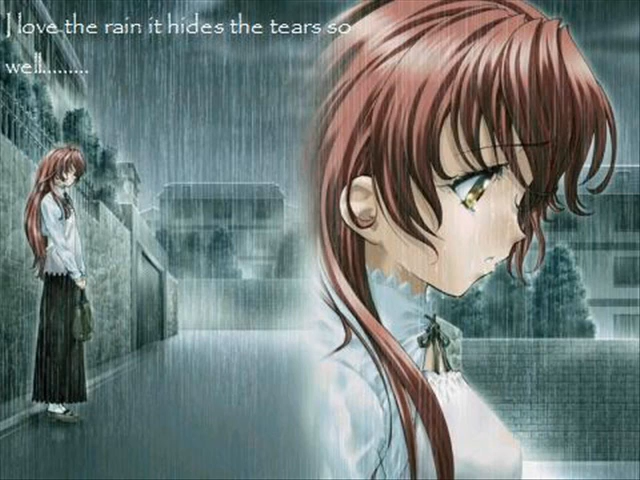 I love the rain it hides the tears so
well.........